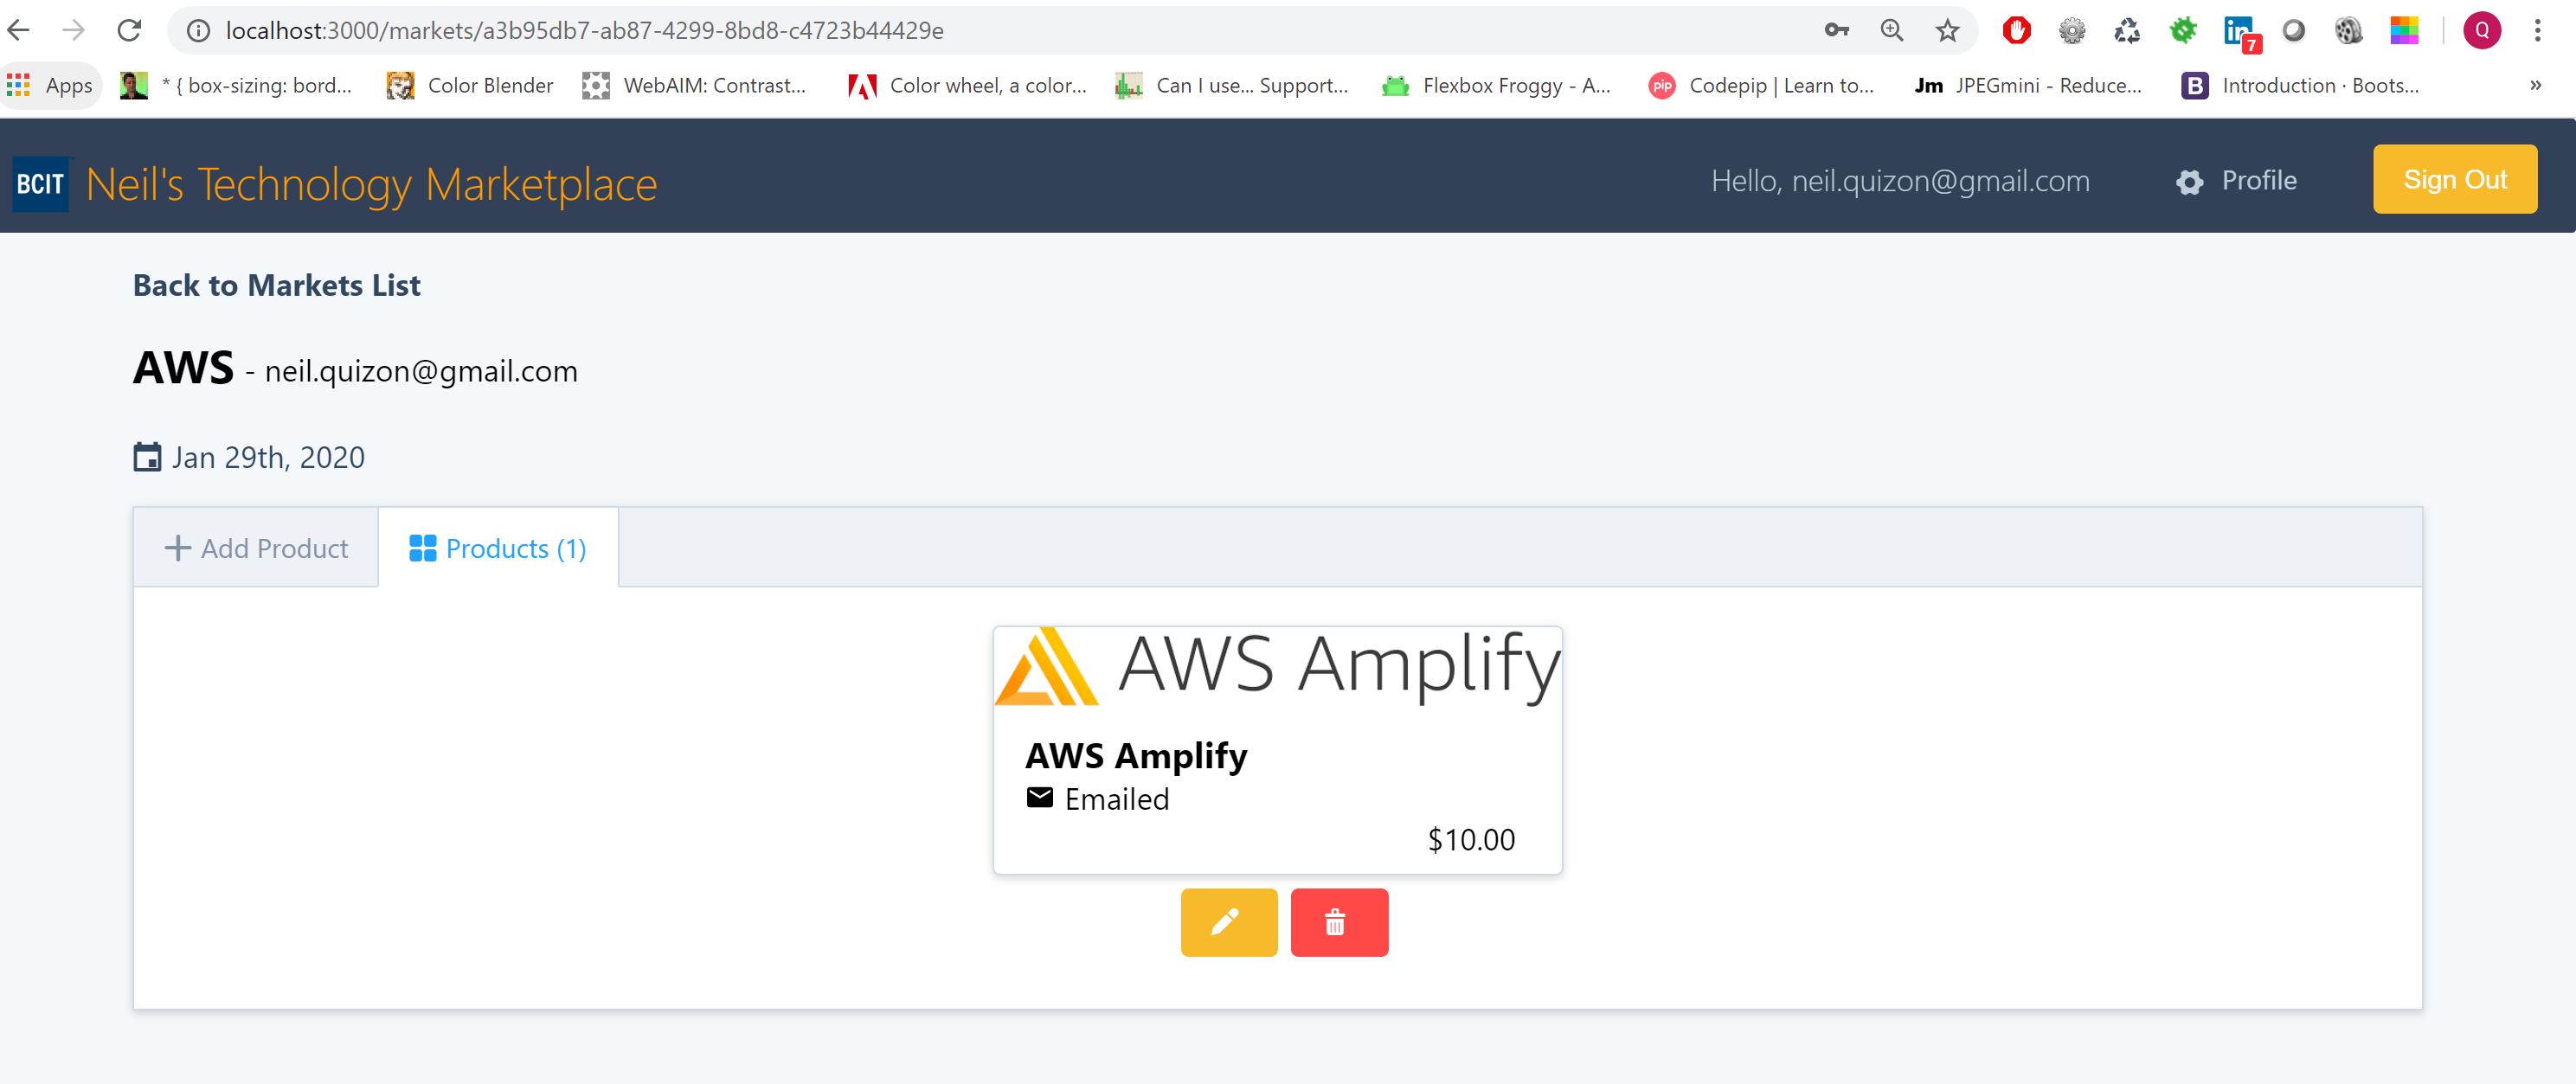 localhost:3000/markets/a3b95db7-ab87-4299-8bd8-c4723b44429e
7
Q
Apps
* { box-sizing: bord...
Color Blender
WebAIM: Contrast...
Color wheel, a color...
Can I use... Support...
Flexbox Froggy - A...
pip
Codepip | Learn to...
Jm
JPEGmini - Reduce...
B
Introduction · Boots...
»
BCIT
Neil's Technology Marketplace
Hello, neil.quizon@gmail.com
Profile
Sign Out
Back to Markets List
AWS - neil.quizon@gmail.com
Jan 29th, 2020
Add Product
Products (1)
AWS Amplify
AWS Amplify
Emailed
$10.00